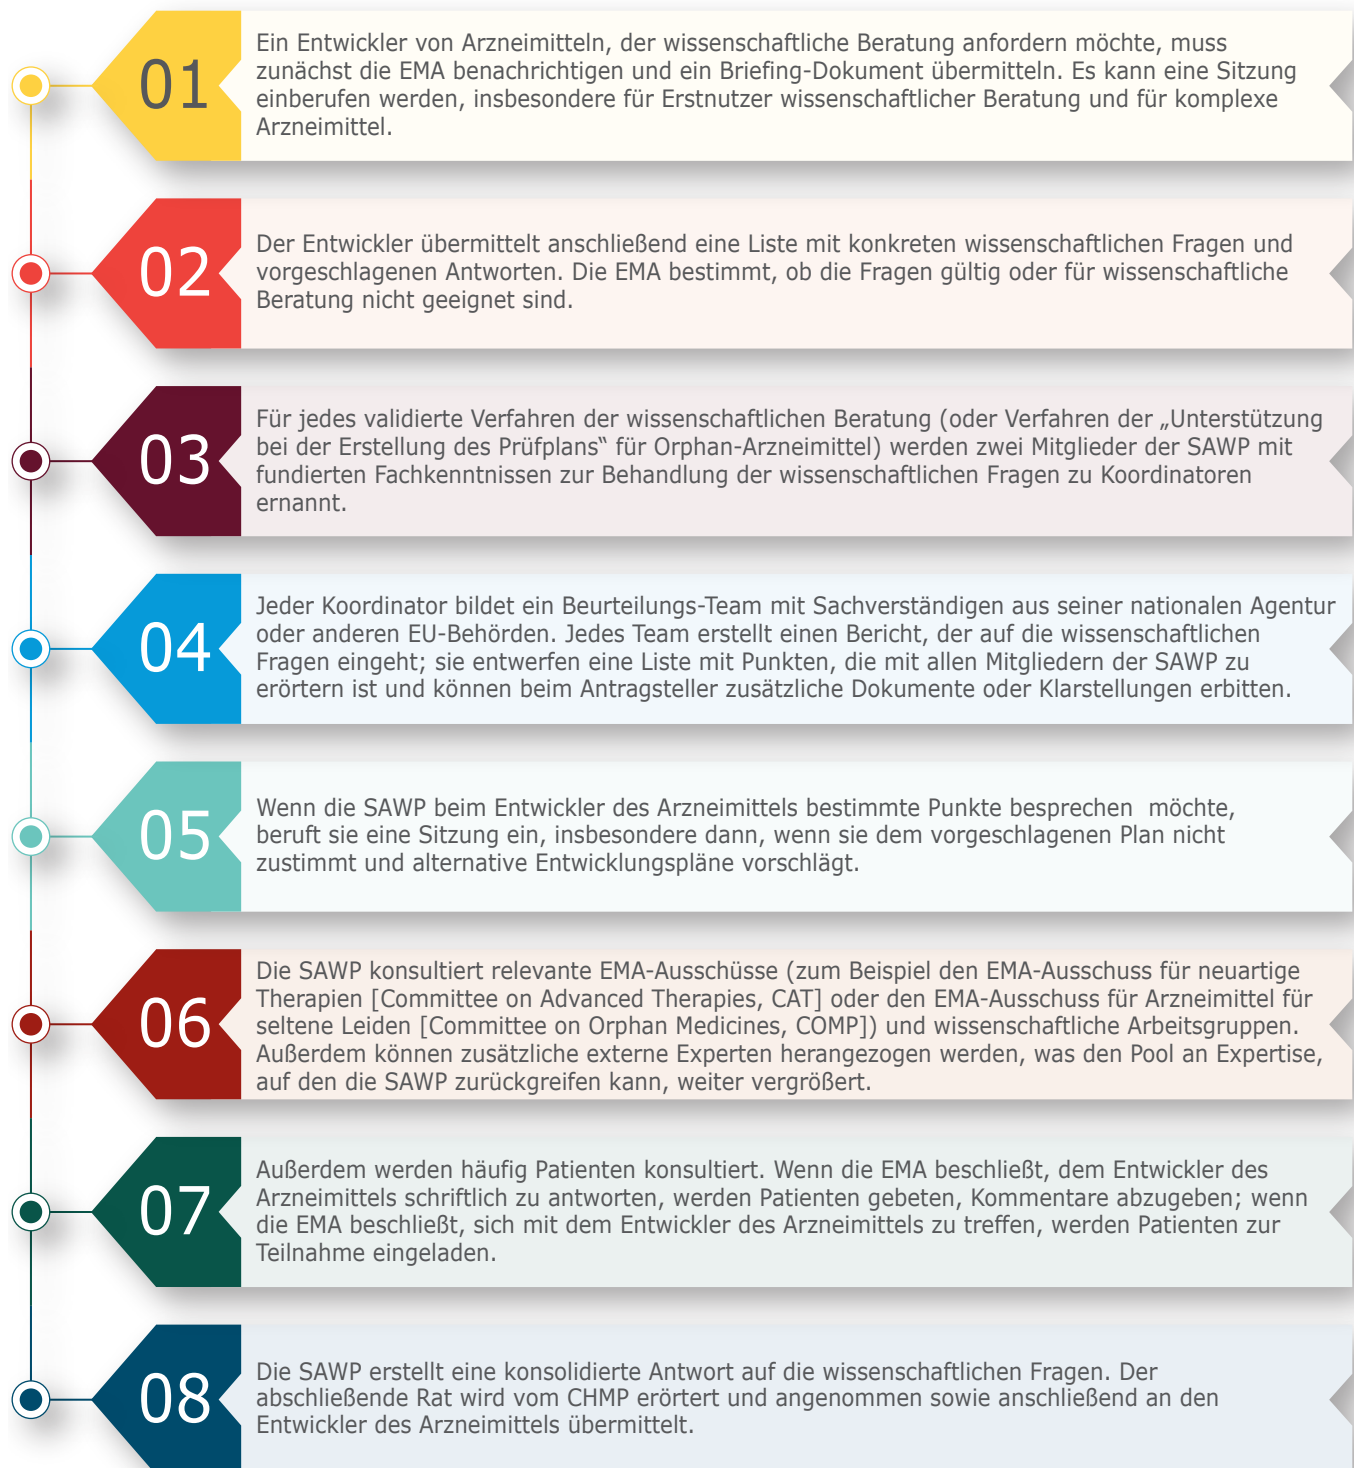 01
Ein Entwickler von Arzneimitteln, der wissenschaftliche Beratung anfordern möchte, muss
zunächst die EMA benachrichtigen und ein Briefing-Dokument übermitteln. Es kann eine Sitzung
einberufen werden, insbesondere für Erstnutzer wissenschaftlicher Beratung und für komplexe
Arzneimittel.
02
Der Entwickler übermittelt anschließend eine Liste mit konkreten wissenschaftlichen Fragen und
vorgeschlagenen Antworten. Die EMA bestimmt, ob die Fragen gültig oder für wissenschaftliche
Beratung nicht geeignet sind.
03
Für jedes validierte Verfahren der wissenschaftlichen Beratung (oder Verfahren der „Unterstützung
bei der Erstellung des Prüfplans“ für Orphan-Arzneimittel) werden zwei Mitglieder der SAWP mit
fundierten Fachkenntnissen zur Behandlung der wissenschaftlichen Fragen zu Koordinatoren
ernannt.
04
Jeder Koordinator bildet ein Beurteilungs-Team mit Sachverständigen aus seiner nationalen Agentur
oder anderen EU-Behörden. Jedes Team erstellt einen Bericht, der auf die wissenschaftlichen
Fragen eingeht; sie entwerfen eine Liste mit Punkten, die mit allen Mitgliedern der SAWP zu
erörtern ist und können beim Antragsteller zusätzliche Dokumente oder Klarstellungen erbitten.
05
Wenn die SAWP beim Entwickler des Arzneimittels bestimmte Punkte besprechen  möchte,
beruft sie eine Sitzung ein, insbesondere dann, wenn sie dem vorgeschlagenen Plan nicht
zustimmt und alternative Entwicklungspläne vorschlägt.
06
Die SAWP konsultiert relevante EMA-Ausschüsse (zum Beispiel den EMA-Ausschuss für neuartige
Therapien [Committee on Advanced Therapies, CAT] oder den EMA-Ausschuss für Arzneimittel für
seltene Leiden [Committee on Orphan Medicines, COMP]) und wissenschaftliche Arbeitsgruppen.
Außerdem können zusätzliche externe Experten herangezogen werden, was den Pool an Expertise,
auf den die SAWP zurückgreifen kann, weiter vergrößert.
07
Außerdem werden häufig Patienten konsultiert. Wenn die EMA beschließt, dem Entwickler des
Arzneimittels schriftlich zu antworten, werden Patienten gebeten, Kommentare abzugeben; wenn
die EMA beschließt, sich mit dem Entwickler des Arzneimittels zu treffen, werden Patienten zur
Teilnahme eingeladen.
08
Die SAWP erstellt eine konsolidierte Antwort auf die wissenschaftlichen Fragen. Der
abschließende Rat wird vom CHMP erörtert und angenommen sowie anschließend an den
Entwickler des Arzneimittels übermittelt.